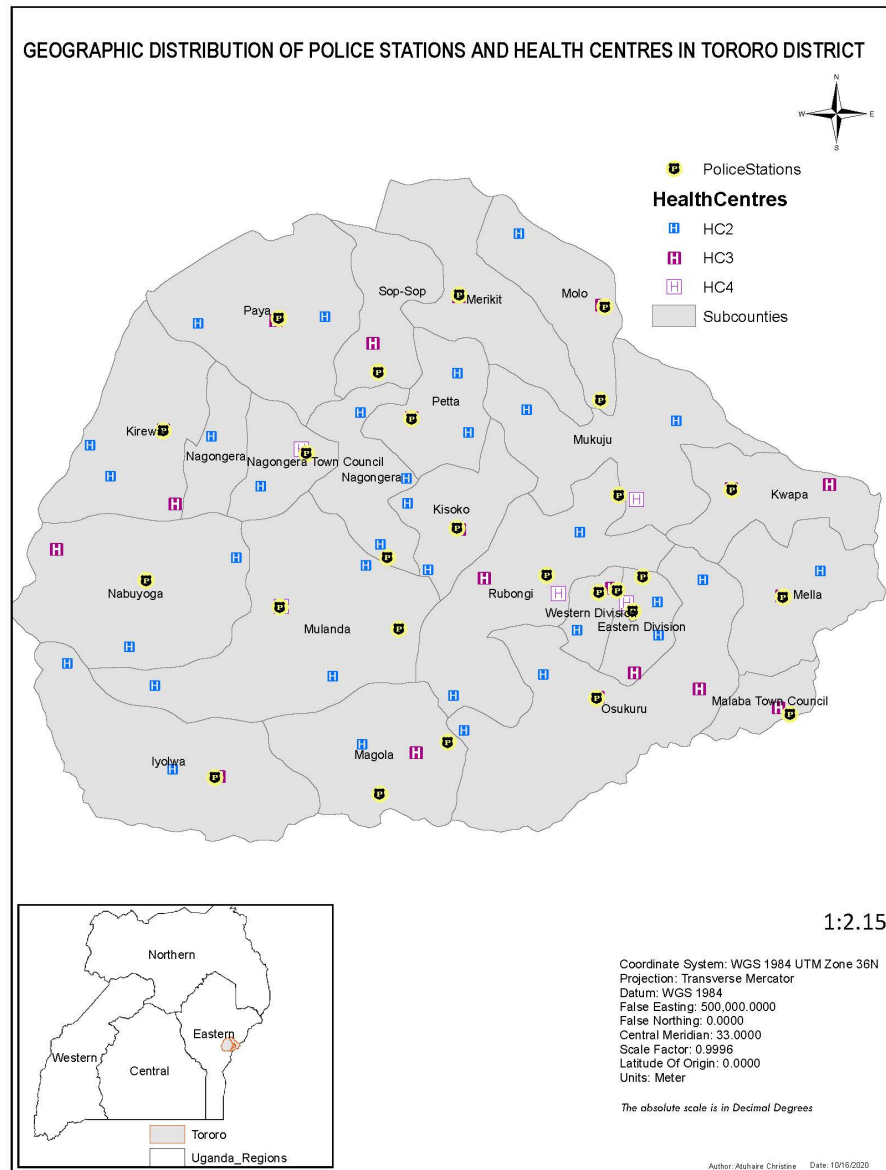 GEOGRAPHIC DISTRIBUTION OF POLICE STATIONS AND HEALTH CENTRES IN TORORO DISTRICT
N
W E
S
PoliceStations
HealthCentres
HC2
HC3
HC4
Subcounties
Sop-Sop
Merikit
Molo
Paya
Petta
Kirewa
Nagongera
Nagongera Town Council
Nagongera
Mukuju
Kwapa
Kisoko
Nabuyoga
Rubongi
Mella
Western Division
Eastern Division
Mulanda
Osukuru
Malaba Town Council
Iyolwa
Magola
1:2.15
Northern
Eastern
Western
Central
Tororo
Uganda_Regions
Coordinate System: WGS 1984 UTM Zone 36N
Projection: Transverse Mercator
Datum: WGS 1984
False Easting: 500,000.0000
False Northing: 0.0000
Central Meridian: 33.0000
Scale Factor: 0.9996
Latitude Of Origin: 0.0000
Units: Meter
The absolute scale is in Decimal Degrees
Author: Atuhaire Christine Date: 10/16/2020